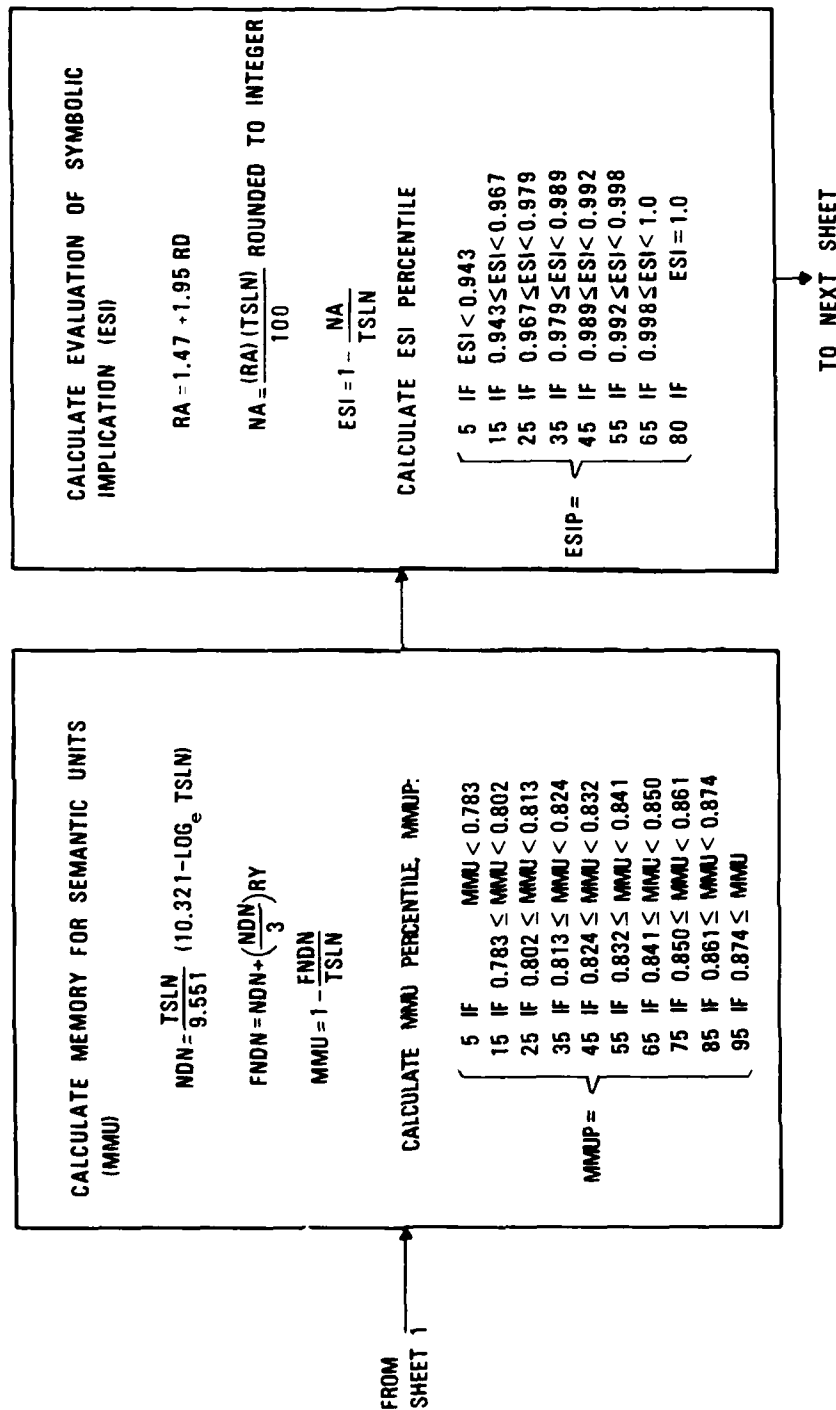 FROM
SHEET 1
CALCULATE MEMORY FOR SEMANTIC UNITS
(MMU)
NDN = TSLN/9.551 (10.321-LOGe TSLN)
FNDN = NDN+(NDN/3)RY
MMU = 1 - FNDN/TSLN
CALCULATE MMU PERCENTILE, MMUP:
MMUP =
5 IF MMU < 0.783
15 IF 0.783 ≤ MMU < 0.802
25 IF 0.802 ≤ MMU < 0.813
35 IF 0.813 ≤ MMU < 0.824
45 IF 0.824 ≤ MMU < 0.832
55 IF 0.832 ≤ MMU < 0.841
65 IF 0.841 ≤ MMU < 0.850
75 IF 0.850 ≤ MMU < 0.861
85 IF 0.861 ≤ MMU < 0.874
95 IF 0.874 ≤ MMU
CALCULATE EVALUATION OF SYMBOLIC
IMPLICATION (ESI)
RA = 1.47 + 1.95 RD
NA = (RA) (TSLN)/100 ROUNDED TO INTEGER
ESI = 1 - NA/TSLN
CALCULATE ESI PERCENTILE
ESIP =
5 IF ESI < 0.943
15 IF 0.943 ≤ ESI < 0.967
25 IF 0.967 ≤ ESI < 0.979
35 IF 0.979 ≤ ESI < 0.989
45 IF 0.989 ≤ ESI < 0.992
55 IF 0.992 ≤ ESI < 0.998
65 IF 0.998 ≤ ESI < 1.0
80 IF ESI = 1.0
TO NEXT SHEET